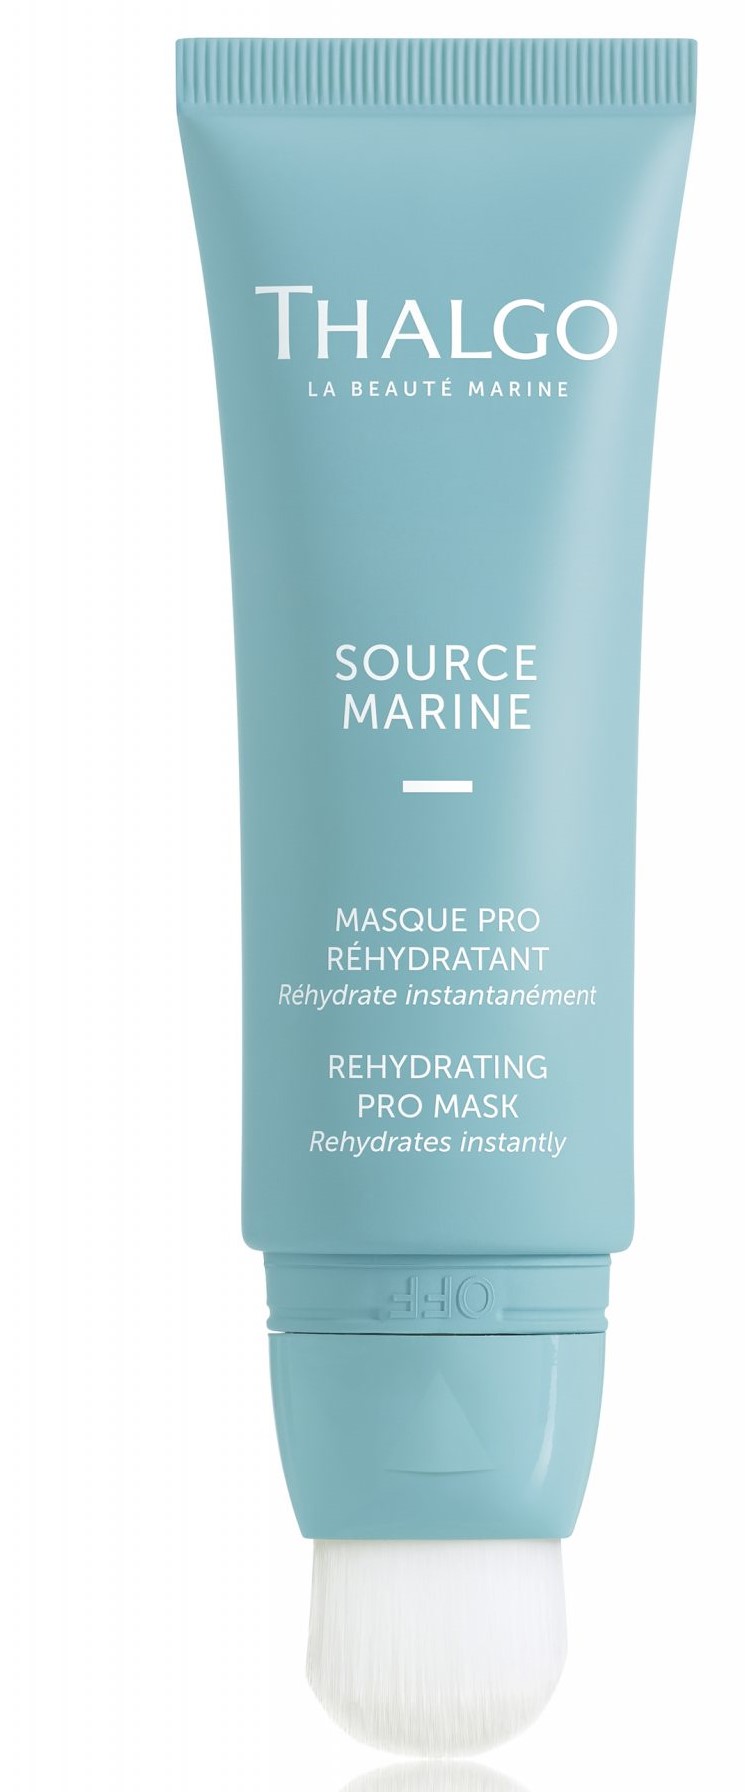 THALGO
LA BEAUTÉ MARINE
SOURCE
MARINE
MASQUE PRO
RÉHYDRATANT
Réhydrate instantanément
REHYDRATING
PRO MASK
Rehydrates instantly
OFF